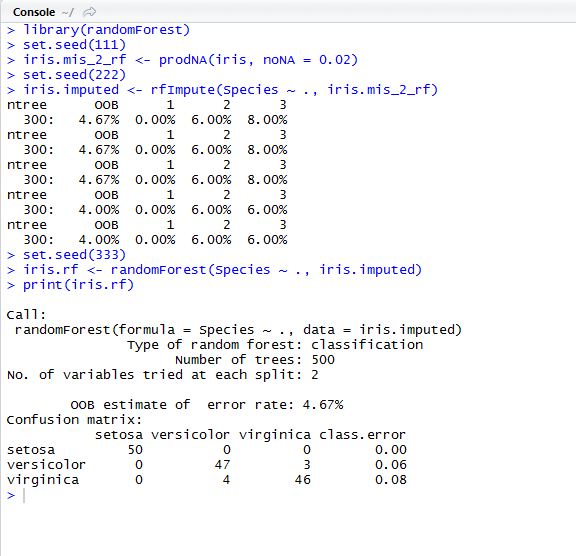 Console ~/
> library(randomForest)
> set.seed(111)
> iris.mis_2_rf <- prodNA(iris, noNA = 0.02)
> set.seed(222)
> iris.imputed <- rfImpute(Species ~ ., iris.mis_2_rf)
ntree      OOB      1      2      3
  300:   4.67%  0.00%  6.00%  8.00%
ntree      OOB      1      2      3
  300:   4.67%  0.00%  6.00%  8.00%
ntree      OOB      1      2      3
  300:   4.67%  0.00%  6.00%  8.00%
ntree      OOB      1      2      3
  300:   4.00%  0.00%  6.00%  6.00%
ntree      OOB      1      2      3
  300:   4.00%  0.00%  6.00%  6.00%
> set.seed(333)
> iris.rf <- randomForest(Species ~ ., iris.imputed)
> print(iris.rf)
Call:
 randomForest(formula = Species ~ ., data = iris.imputed)
               Type of random forest: classification
                     Number of trees: 500
No. of variables tried at each split: 2
        OOB estimate of  error rate: 4.67%
Confusion matrix:
           setosa versicolor virginica class.error
setosa         50          0         0        0.00
versicolor      0         47         3        0.06
virginica       0          4        46        0.08
>